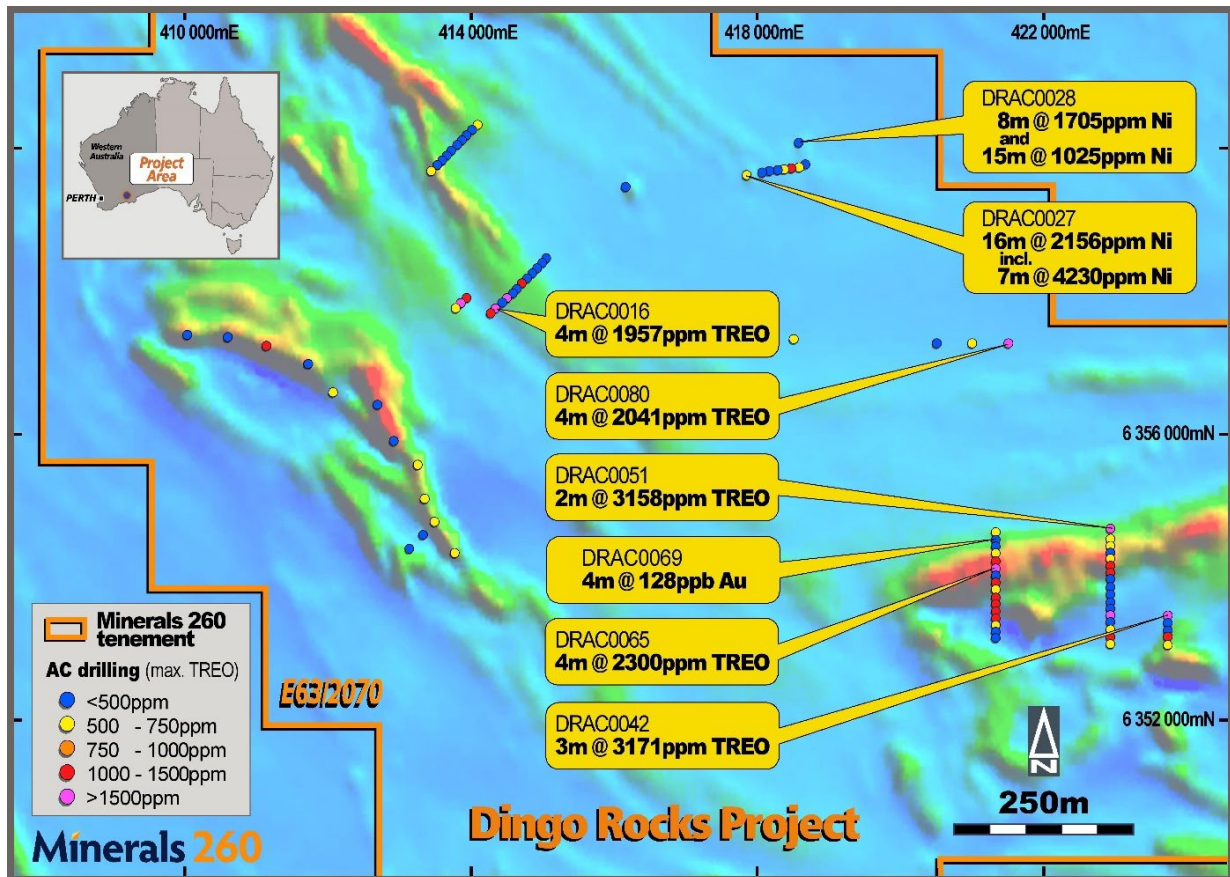 410 000mE
414 000mE
418 000mE
422 000mE
Western
Australia
Project
Area
PERTH
DRAC0028
8m @ 1705ppm Ni
and
15m @ 1025ppm Ni
DRAC0027
16m @ 2156ppm Ni
incl.
7m @ 4230ppm Ni
DRAC0016
4m @ 1957ppm TREO
DRAC0080
4m @ 2041ppm TREO
6 356 000mN
DRAC0051
2m @ 3158ppm TREO
DRAC0069
4m @ 128ppb Au
DRAC0065
4m @ 2300ppm TREO
DRAC0042
3m @ 3171ppm TREO
6 352 000mN
Minerals 260
tenement
AC drilling (max. TREO)
<500ppm
500 - 750ppm
750 - 1000ppm
1000 - 1500ppm
>1500ppm
E63/2070
N
250m
Minerals 260
Dingo Rocks Project